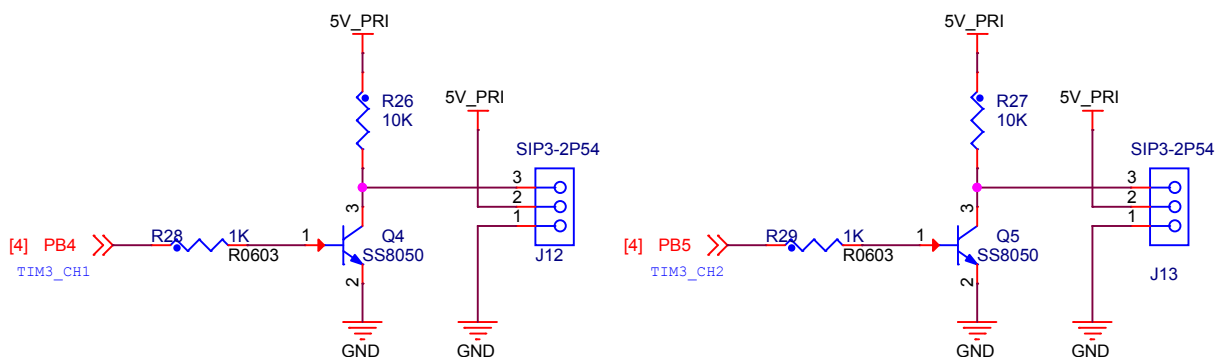 5V_PRI
R26
10K
5V_PRI
SIP3-2P54
3
2
1
J12
3
[4] PB4
R28
1K
R0603
1
Q4
SS8050
2
TIM3_CH1
GND
GND
5V_PRI
R27
10K
5V_PRI
SIP3-2P54
3
2
1
J13
3
[4] PB5
R29
1K
R0603
1
Q5
SS8050
2
TIM3_CH2
GND
GND